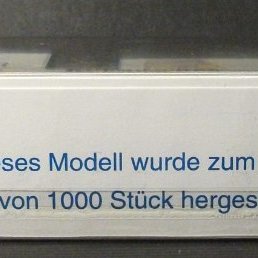 ses Modell wurde zum
von 1000 Stück herges